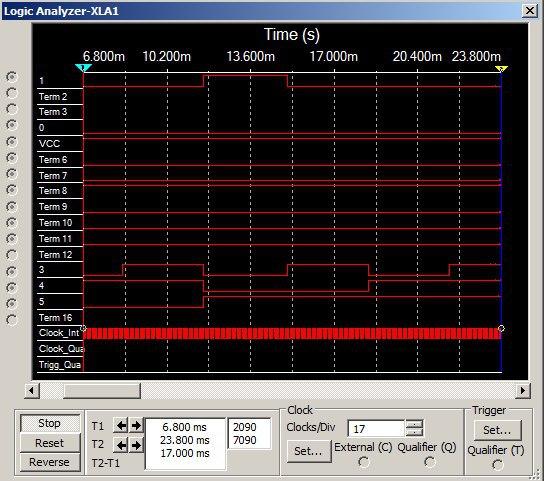 Logic Analyzer-XLA1
Time (s)
6.800m 10.200m 13.600m 17.000m 20.400m 23.800m
1
Term 2
Term 3
0
VCC
Term 6
Term 7
Term 8
Term 9
Term 10
Term 11
Term 12
3
4
5
Term 16
Clock_Int
Clock_Qua
Trigg_Qua
Stop
Reset
Reverse
T1 6.800 ms 2090
T2 23.800 ms 7090
T2-T1 17.000 ms
Clock
Clocks/Div 17
Set... External (C) Qualifier (Q)
Trigger
Set...
Qualifier (T)